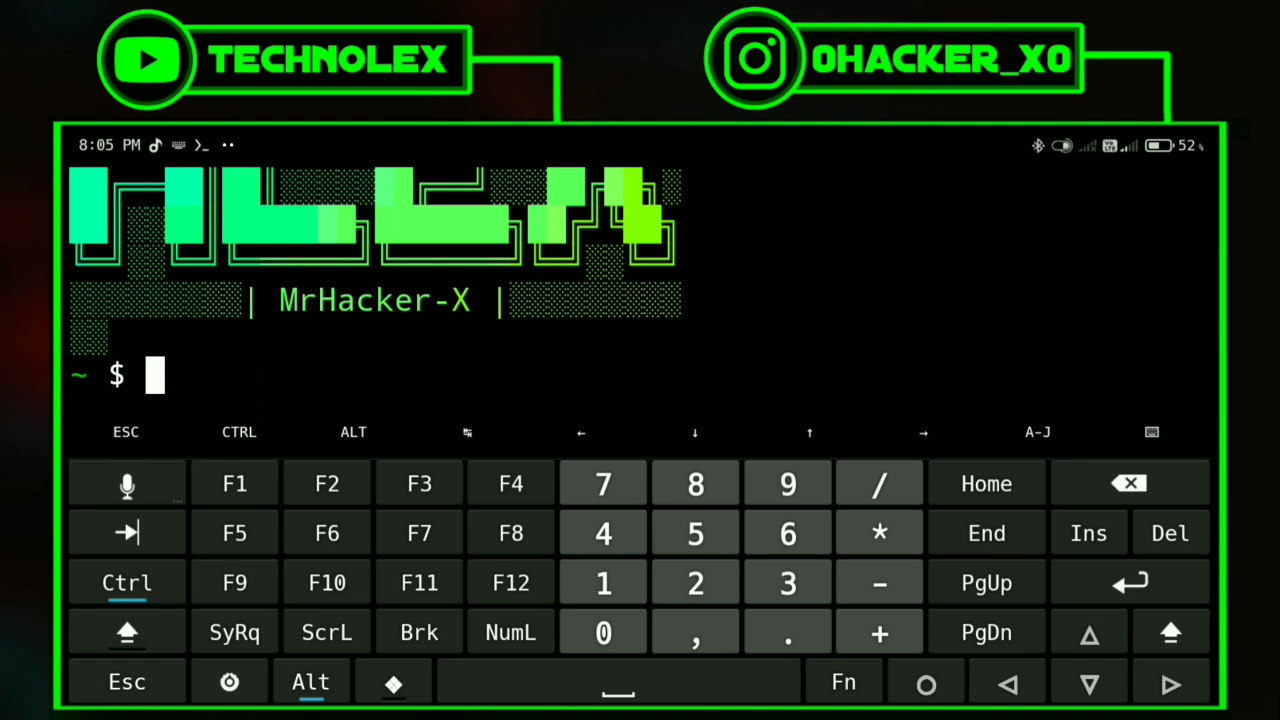 TECHNOLEX
0HACKER_X0
8:05 PM
52%
| MrHacker-X |
~ $
ESC CTRL ALT ↹ ← ↓ ↑ → A-J
F1 F2 F3 F4 7 8 9 / Home
F5 F6 F7 F8 4 5 6 * End Ins Del
Ctrl F9 F10 F11 F12 1 2 3 - PgUp
SyRq ScrL Brk NumL 0 , . + PgDn
Esc Alt Fn